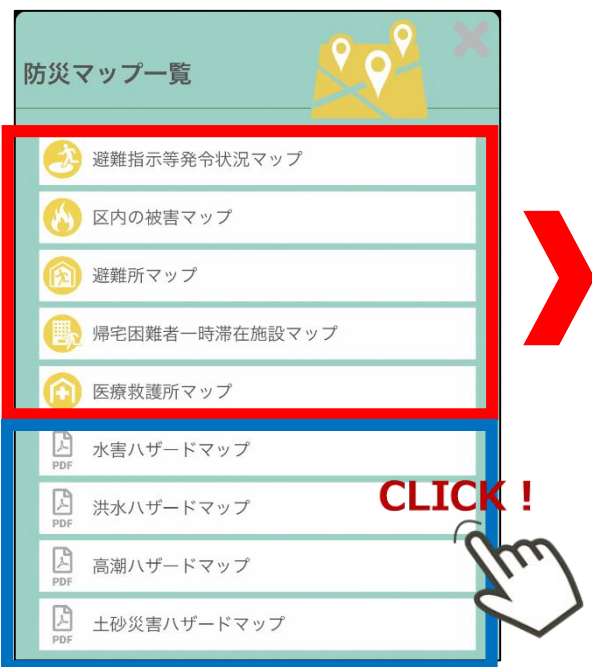 防災マップ一覧
避難指示等発令状況マップ
区内の被害マップ
避難所マップ
帰宅困難者一時滞在施設マップ
医療救護所マップ
PDF 水害ハザードマップ
PDF 洪水ハザードマップ
CLICK！
PDF 高潮ハザードマップ
PDF 土砂災害ハザードマップ